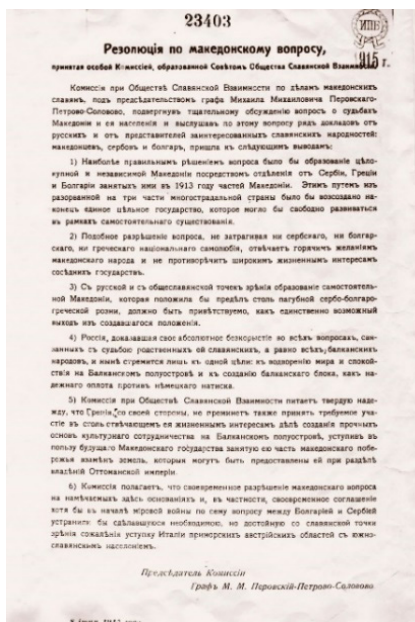 23403
ИПБ
1915 г.
Резолюція по македонскому вопросу,
принятая особой Комиссіей, образованной Совѣтомъ Общества Славянской Взаимности
Комиссія при Обществѣ Славянской Взаимности по дѣламъ македонскихъ
славянъ, подъ предсѣдательствомъ графа Михаила Михаиловича Перовскаго-
Петрово-Соловово, подвергнувъ тщательному обсужденію вопросъ о судьбахъ
Македоніи и ея населенія и выслушавъ по этому вопросу рядъ докладовъ отъ
русскихъ и отъ представителей заинтересованныхъ славянскихъ народностей:
македонцевъ, сербовъ и болгаръ, пришла къ слѣдующимъ выводамъ:
1) Наиболѣе правильнымъ рѣшеніемъ вопроса было бы образованіе цѣло-
купной и независимой Македоніи посредствомъ отдѣленія отъ Сербіи, Греціи
и Болгаріи занятыхъ ими въ 1913 году частей Македоніи. Этимъ путемъ изъ
разорванной на три части многострадальной страны было бы возсоздано на-
конецъ единое цѣльное государство, которое могло бы свободно развиваться
въ рамкахъ самостоятельнаго существованія.
2) Подобное разрѣшеніе вопроса, не затрагивая ни сербскаго, ни болгар-
скаго, ни греческаго національнаго самолюбія, отвѣчаетъ горячимъ желаніямъ
македонскаго народа и не противорѣчитъ широкимъ жизненнымъ интересамъ
сосѣднихъ государствъ.
3) Съ русской и съ общеславянской точекъ зрѣнія образованіе самостоятель-
ной Македоніи, которая положила бы предѣлъ столь пагубной сербо-болгаро-
греческой розни, должно быть привѣтствуемо, какъ единственно возможный
выходъ изъ создавшагося положенія.
4) Россія, доказавшая свое абсолютное безкорыстіе во всѣхъ вопросахъ, свя-
занныхъ съ судьбою родственныхъ ей славянскихъ, а равно всѣхъ балканскихъ
народовъ, и нынѣ стремится лишь къ одной цѣли: къ водворенію мира и спокой-
ствія на Балканскомъ полуостровѣ и къ созданію балканскаго блока, какъ на-
дежнаго оплота противъ нѣмецкаго натиска.
5) Комиссія при Обществѣ Славянской Взаимности питаетъ твердую надеж-
ду, что Греція, со своей стороны, не преминетъ также принять требуемое уча-
стіе въ столь отвѣчающемъ ея жизненнымъ интересамъ дѣлѣ созданія прочныхъ
основъ культурнаго сотрудничества на Балканскомъ полуостровѣ, уступивъ въ
пользу будущаго Македонскаго государства занятую ею часть македонскаго побе-
режья взамѣнъ земель, которыя могутъ быть предоставлены ей при раздѣлѣ
владѣній Оттоманской имперіи.
6) Комиссія полагаетъ, что своевременное разрѣшеніе македонскаго вопроса
на намѣчаемыхъ здѣсь основаніяхъ и, въ частности, своевременное соглашеніе
хотя бы въ началѣ міровой войны по сему вопросу между Болгаріей и Сербіей
устранили бы сдѣлавшуюся необходимою, но достойную со славянской точки
зрѣнія сожалѣнія уступку Италіи приморскихъ австрійскихъ областей съ южно-
славянскимъ населеніемъ.
Предсѣдатель Комиссіи
Графъ М. М. Перовскій-Петрово-Соловово.